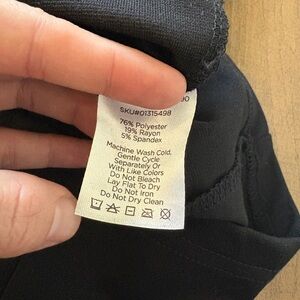 SKU#01315498
76% Polyester
19% Rayon
5% Spandex
Machine Wash Cold,
Gentle Cycle
Separately Or
With Like Colors
Do Not Bleach
Lay Flat To Dry
Do Not Iron
Do Not Dry Clean